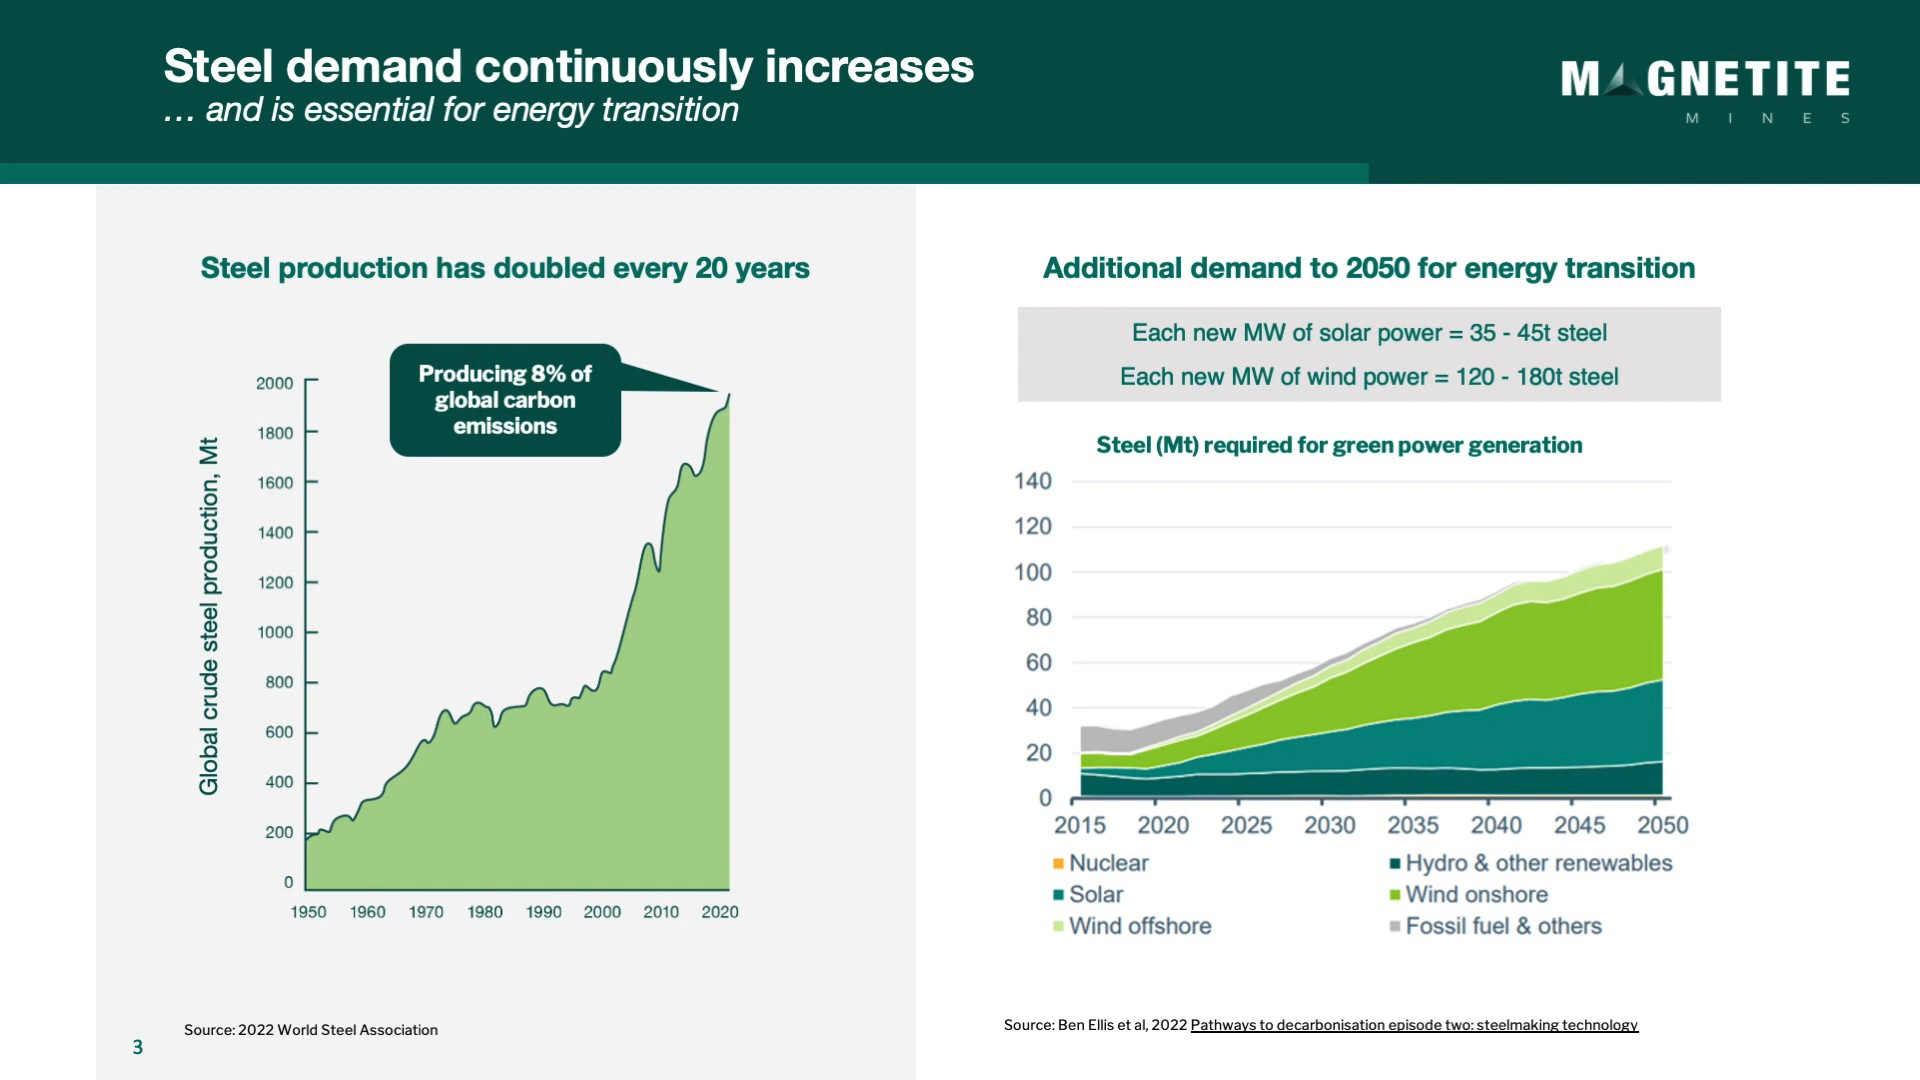 Steel demand continuously increases
… and is essential for energy transition
MAGNETITE
MINES
Steel production has doubled every 20 years
Producing 8% of
global carbon
emissions
Global crude steel production, Mt
2000
1800
1600
1400
1200
1000
800
600
400
200
0
1950 1960 1970 1980 1990 2000 2010 2020
Source: 2022 World Steel Association
3
Additional demand to 2050 for energy transition
Each new MW of solar power = 35 - 45t steel
Each new MW of wind power = 120 - 180t steel
Steel (Mt) required for green power generation
140
120
100
80
60
40
20
0
2015 2020 2025 2030 2035 2040 2045 2050
Nuclear
Hydro & other renewables
Solar
Wind onshore
Wind offshore
Fossil fuel & others
Source: Ben Ellis et al, 2022 Pathways to decarbonisation episode two: steelmaking technology